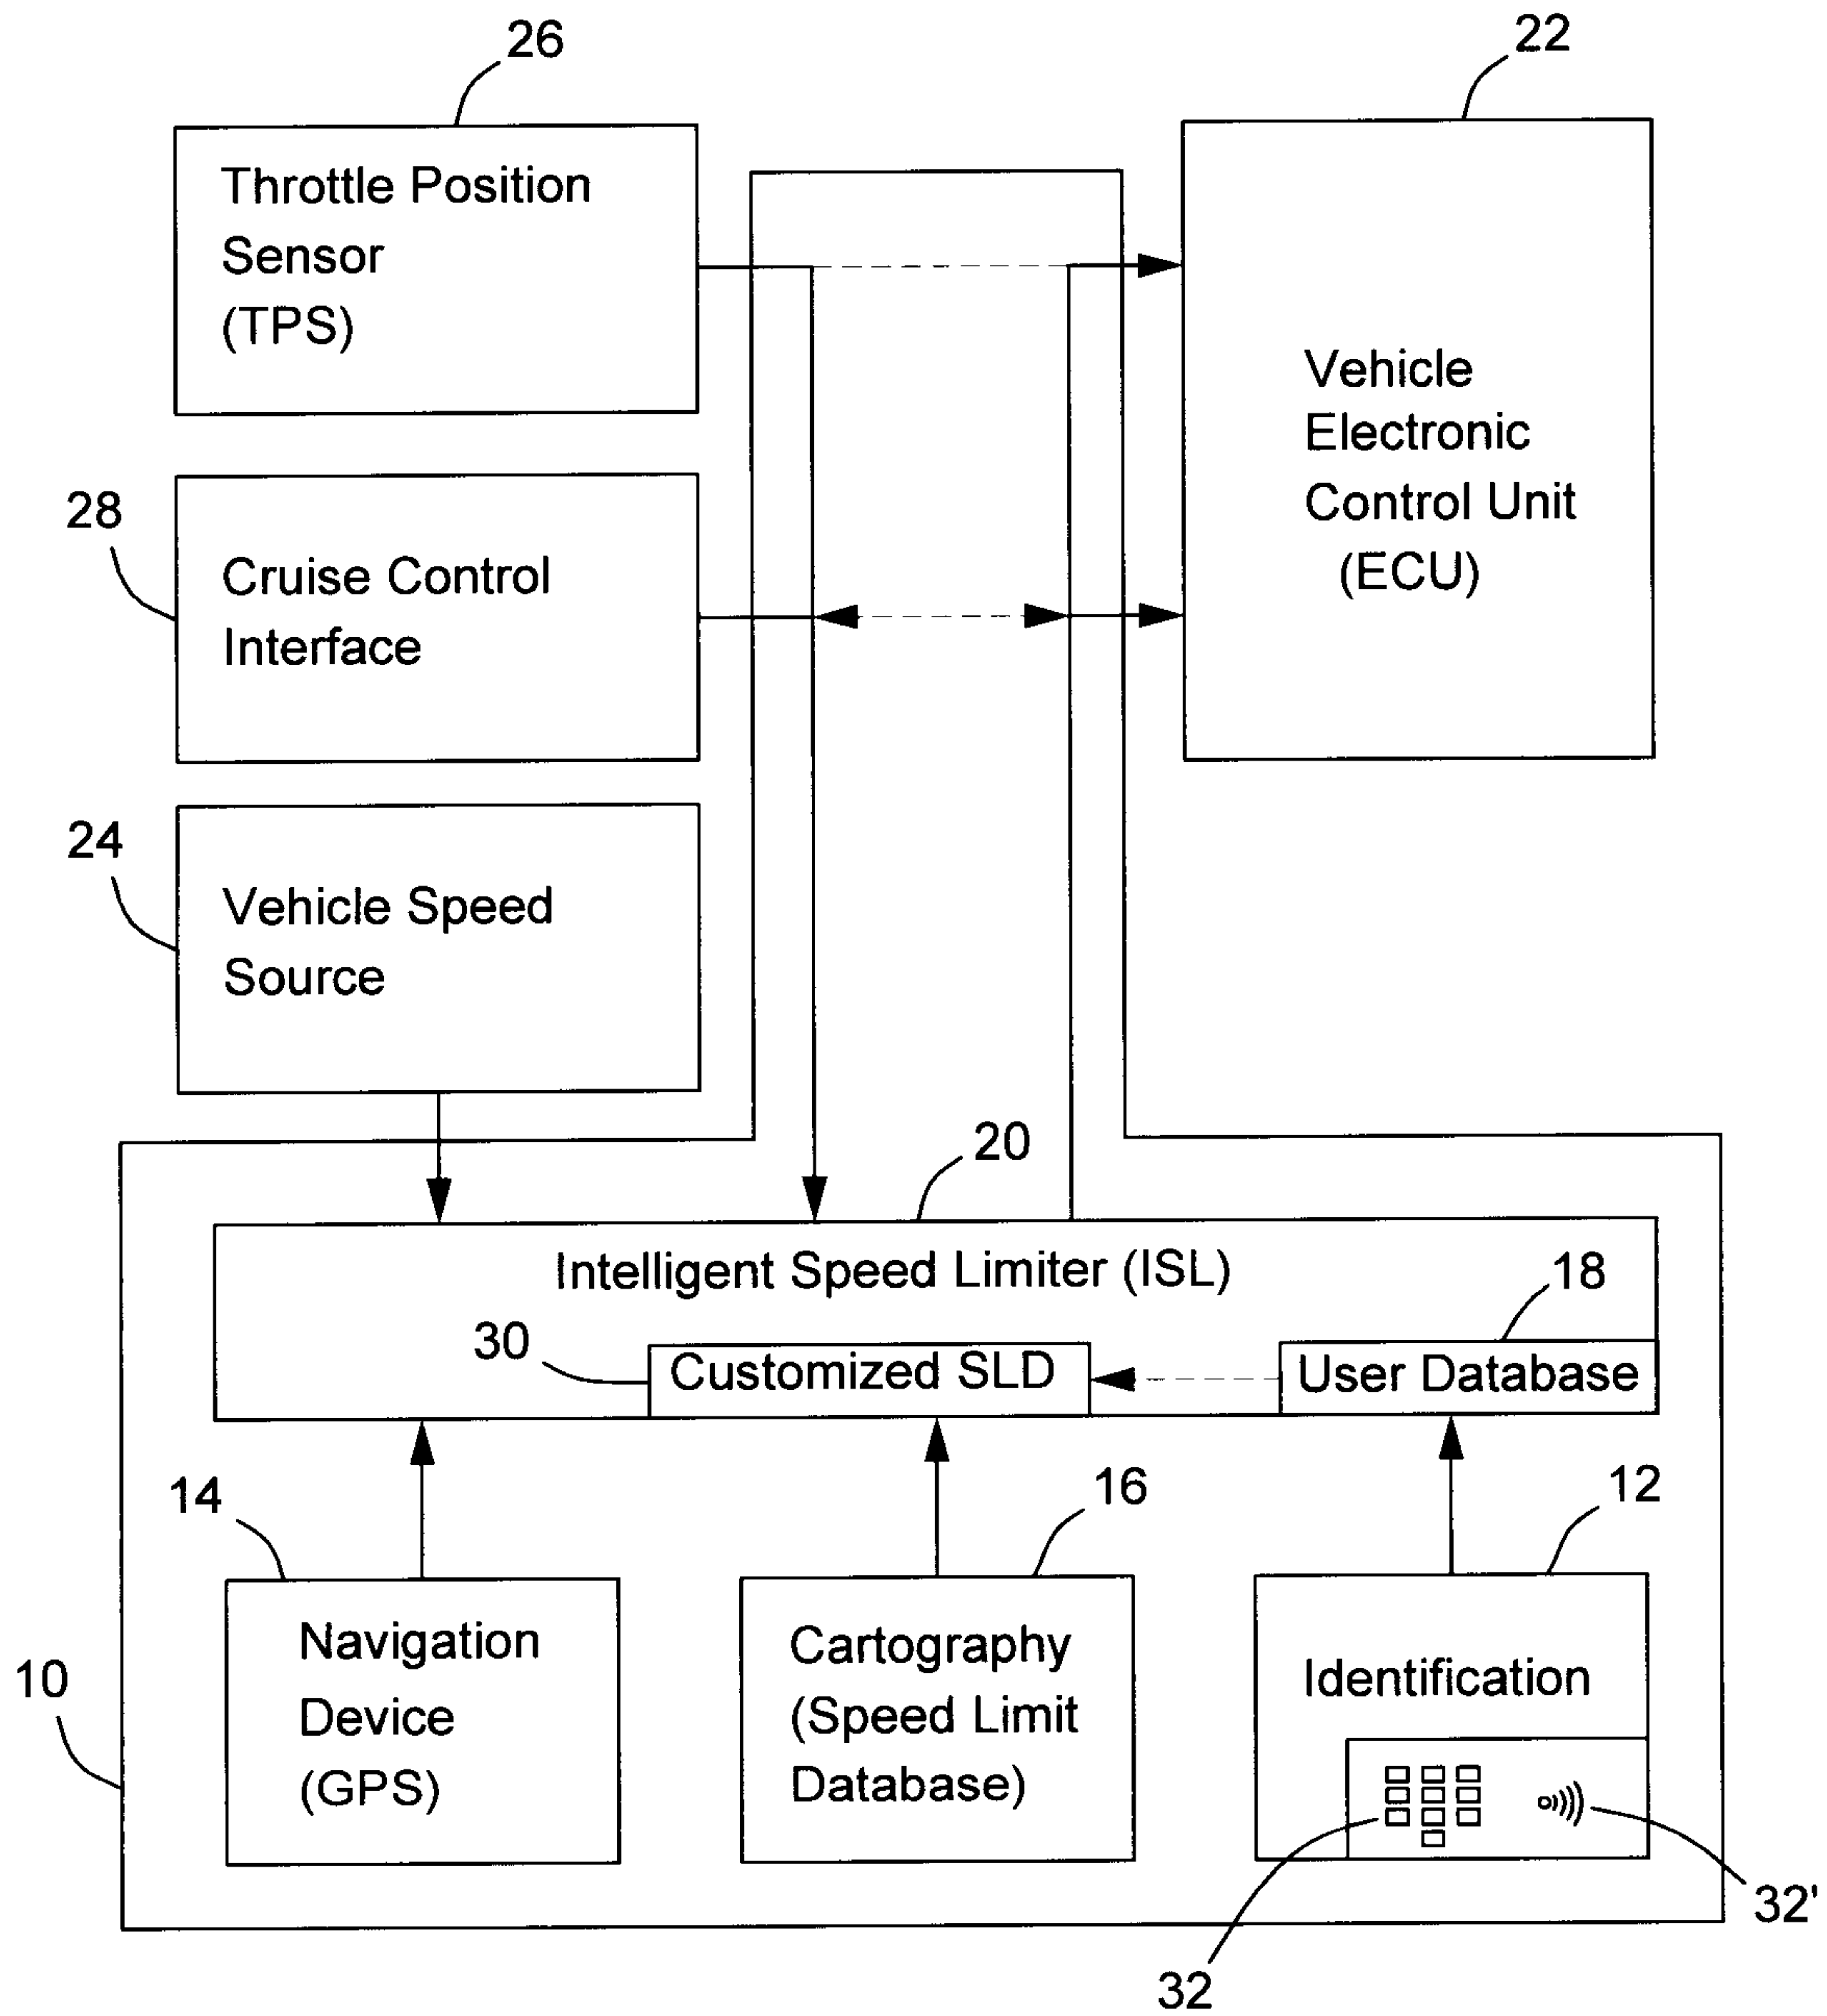 26
22
Throttle Position
Sensor
(TPS)
Vehicle
Electronic
Control Unit
(ECU)
28
Cruise Control
Interface
24
Vehicle Speed
Source
20
Intelligent Speed Limiter (ISL)
18
30
Customized SLD
User Database
14
16
12
Navigation
Device
(GPS)
Cartography
(Speed Limit
Database)
Identification
10
32
32'